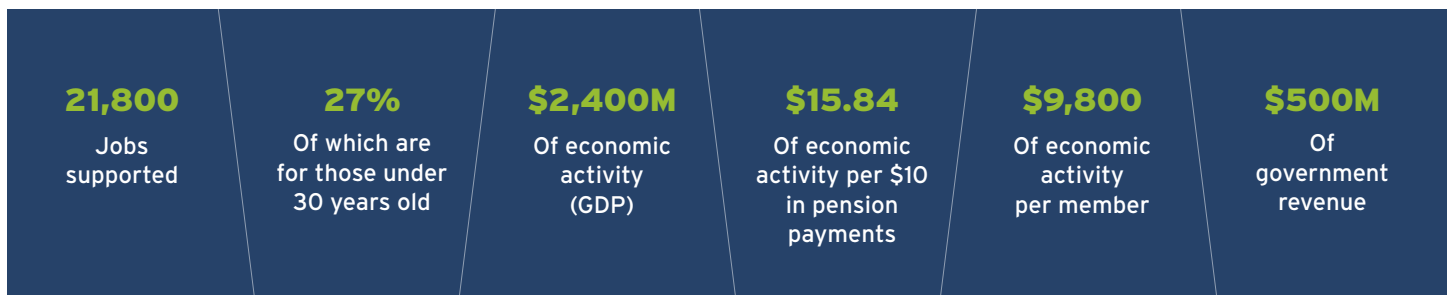 21,800
Jobs
supported
27%
Of which are
for those under
30 years old
$2,400M
Of economic
activity
(GDP)
$15.84
Of economic
activity per $10
in pension
payments
$9,800
Of economic
activity
per member
$500M
Of
government
revenue